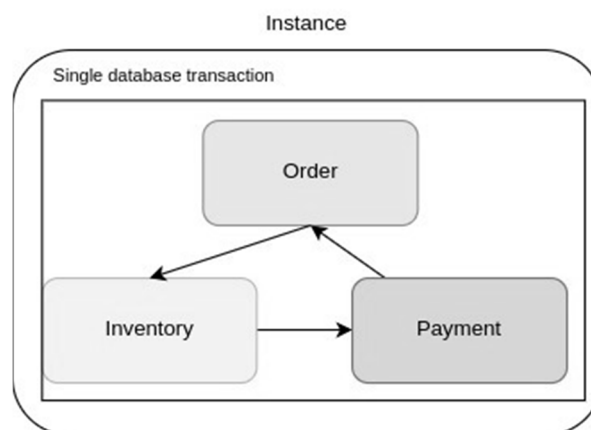 Instance
Single database transaction
Order
Inventory
Payment